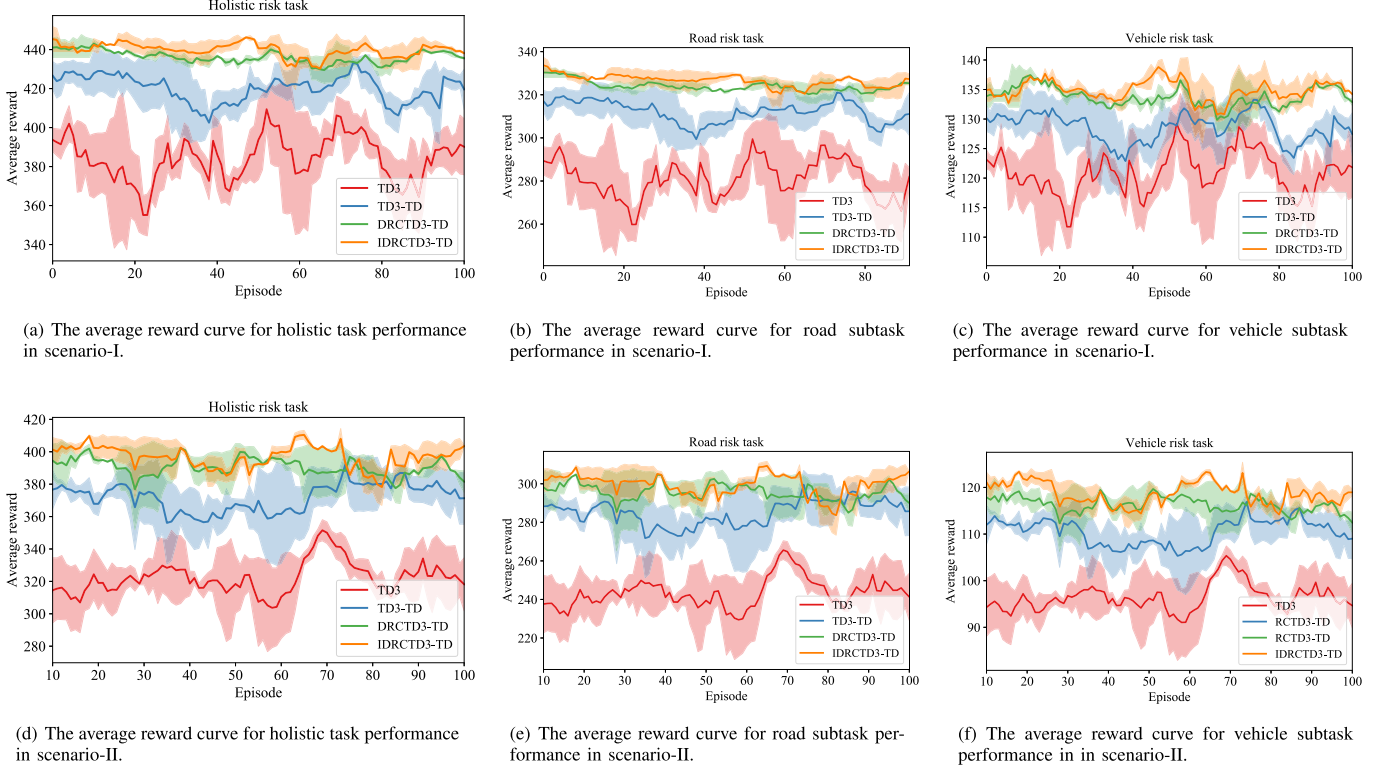 Holistic risk task
Average reward
440
420
400
380
360
340
0
20
40
60
80
100
Episode
TD3
TD3-TD
DRCTD3-TD
IDRCTD3-TD
(a) The average reward curve for holistic task performance
in scenario-I.
Road risk task
Average reward
340
320
300
280
260
0
20
40
60
80
Episode
TD3
TD3-TD
DRCTD3-TD
IDRCTD3-TD
(b) The average reward curve for road subtask
performance in scenario-I.
Vehicle risk task
Average reward
140
135
130
125
120
115
110
0
20
40
60
80
100
Episode
TD3
TD3-TD
DRCTD3-TD
IDRCTD3-TD
(c) The average reward curve for vehicle subtask
performance in scenario-I.
Holistic risk task
Average reward
420
400
380
360
340
320
300
280
10
20
30
40
50
60
70
80
90
100
Episode
TD3
TD3-TD
DRCTD3-TD
IDRCTD3-TD
(d) The average reward curve for holistic task performance
in scenario-II.
Road risk task
Average reward
300
280
260
240
220
10
20
30
40
50
60
70
80
90
100
Episode
TD3
TD3-TD
DRCTD3-TD
IDRCTD3-TD
(e) The average reward curve for road subtask per-
formance in scenario-II.
Vehicle risk task
Average reward
120
110
100
90
10
20
30
40
50
60
70
80
90
100
Episode
TD3
RCTD3-TD
RCTD3-TD
IDRCTD3-TD
(f) The average reward curve for vehicle subtask
performance in in scenario-II.